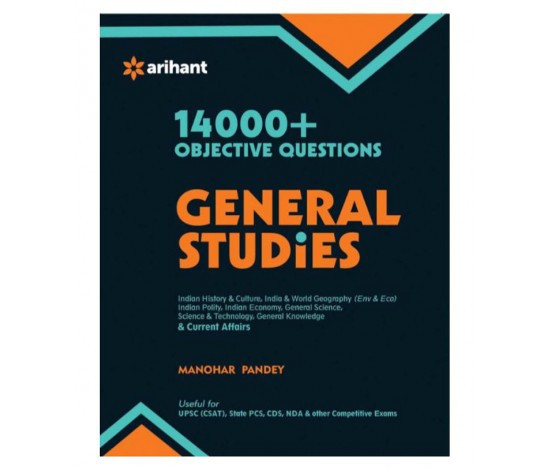 arihant
14000+
OBJECTIVE QUESTIONS
GENERAL
STUDiES
Indian History & Culture, India & World Geography (Env & Eco)
Indian Polity, Indian Economy, General Science,
Science & Technology, General Knowledge
& Current Affairs
MANOHAR PANDEY
Useful for
UPSC (CSAT), State PCS, CDS, NDA & other Competitive Exams